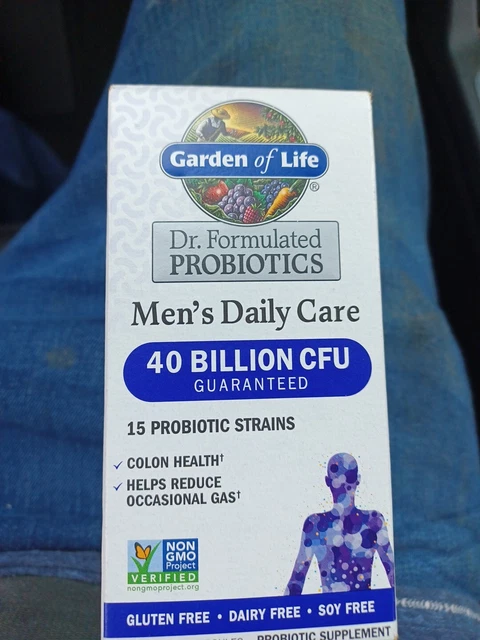 Garden of Life
®
Dr. Formulated
PROBIOTICS
Men's Daily Care
40 BILLION CFU
GUARANTEED
15 PROBIOTIC STRAINS
✓ COLON HEALTH†
✓ HELPS REDUCE
OCCASIONAL GAS†
NON
GMO
Project
VERIFIED
nongmoproject.org
GLUTEN FREE • DAIRY FREE • SOY FREE
PROBIOTIC SUPPLEMENT